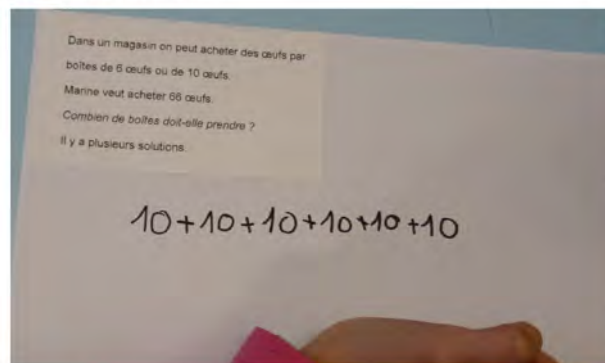 Dans un magasin on peut acheter des œufs par
boîtes de 6 œufs ou de 10 œufs.
Marine veut acheter 66 œufs.
Combien de boîtes doit-elle prendre ?
Il y a plusieurs solutions.
10+10+10+10+10+10